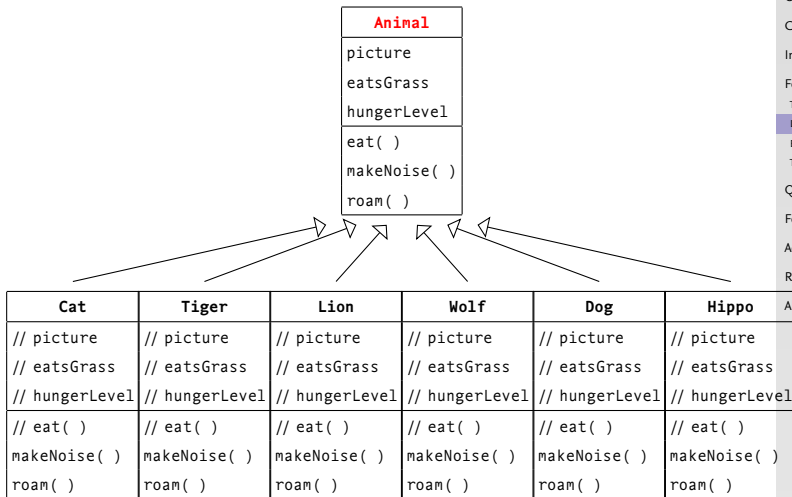 Animal
picture
eatsGrass
hungerLevel
eat( )
makeNoise( )
roam( )
Cat Tiger Lion Wolf Dog Hippo
// picture // picture // picture // picture // picture // picture
// eatsGrass // eatsGrass // eatsGrass // eatsGrass // eatsGrass // eatsGrass
// hungerLevel // hungerLevel // hungerLevel // hungerLevel // hungerLevel // hungerLevel
// eat( ) // eat( ) // eat( ) // eat( ) // eat( ) // eat( )
makeNoise( ) makeNoise( ) makeNoise( ) makeNoise( ) makeNoise( ) makeNoise( )
roam( ) roam( ) roam( ) roam( ) roam( ) roam( )